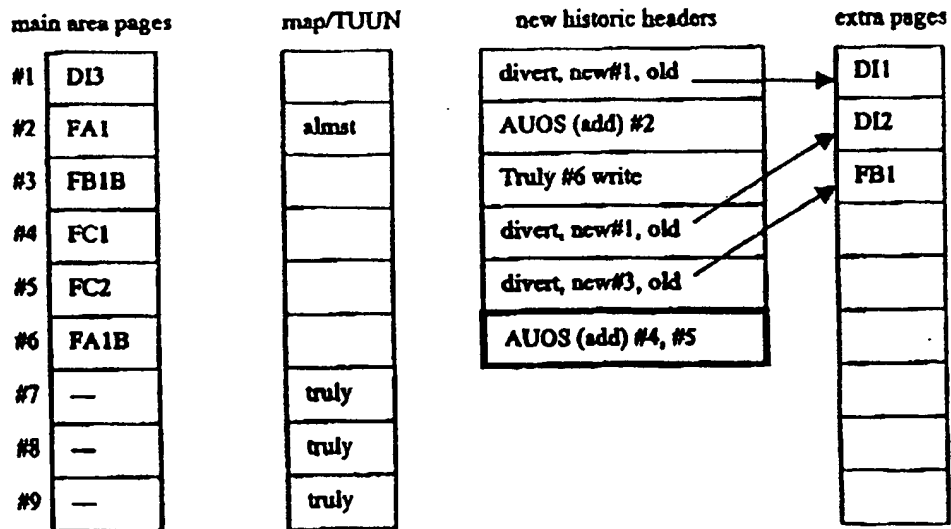 main area pages map/TUUN new historic headers extra pages
#1 DI3 divert, new#1, old DI1
#2 FA1 almst AUOS (add) #2 DI2
#3 FB1B Truly #6 write FB1
#4 FC1 divert, new#1, old
#5 FC2 divert, new#3, old
#6 FA1B AUOS (add) #4, #5
#7 — truly
#8 — truly
#9 — truly